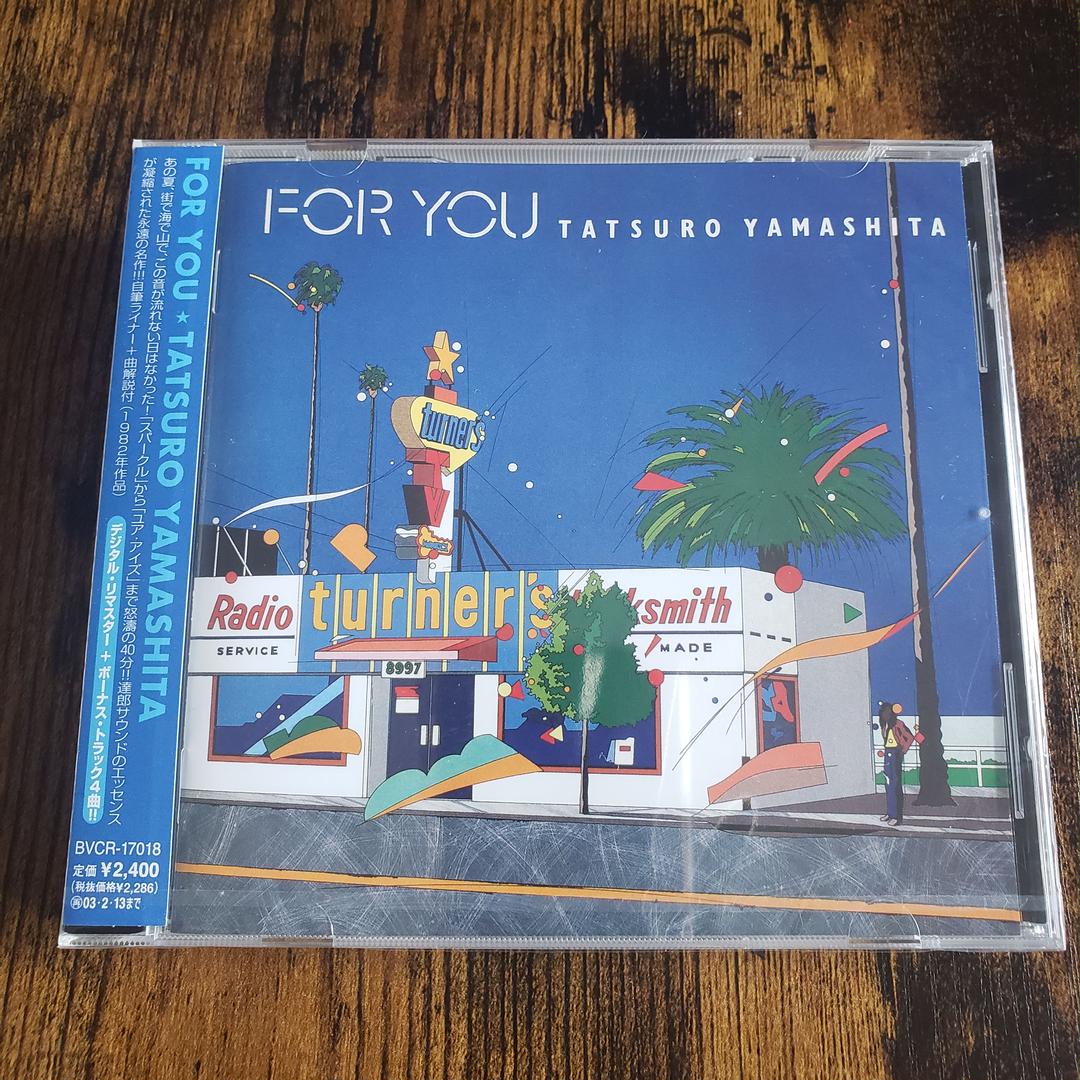 FOR YOU TATSURO YAMASHITA
turners
Radio
SERVICE
turner's
ksmith
MADE
8997
FOR YOU ★ TATSURO YAMASHITA
あの夏、街で海で山で、この音が流れない日はなかった!「スパークル」から「ユア・アイズ」まで怒濤の40分!!達郎サウンドのエッセンス
が凝縮された永遠の名作!!!自筆ライナー+曲解説付(1982年作品)
デジタル・リマスター+ボーナス・トラック4曲!!
BVCR-17018
定価 ¥2,400
(税抜価格¥2,286)
再03・2・13まで